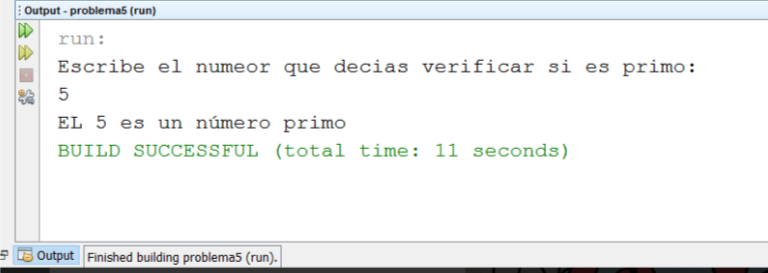 Output - problema5 (run)
run:
Escribe el numeor que decias verificar si es primo:
5
EL 5 es un número primo
BUILD SUCCESSFUL (total time: 11 seconds)
Output
Finished building problema5 (run).